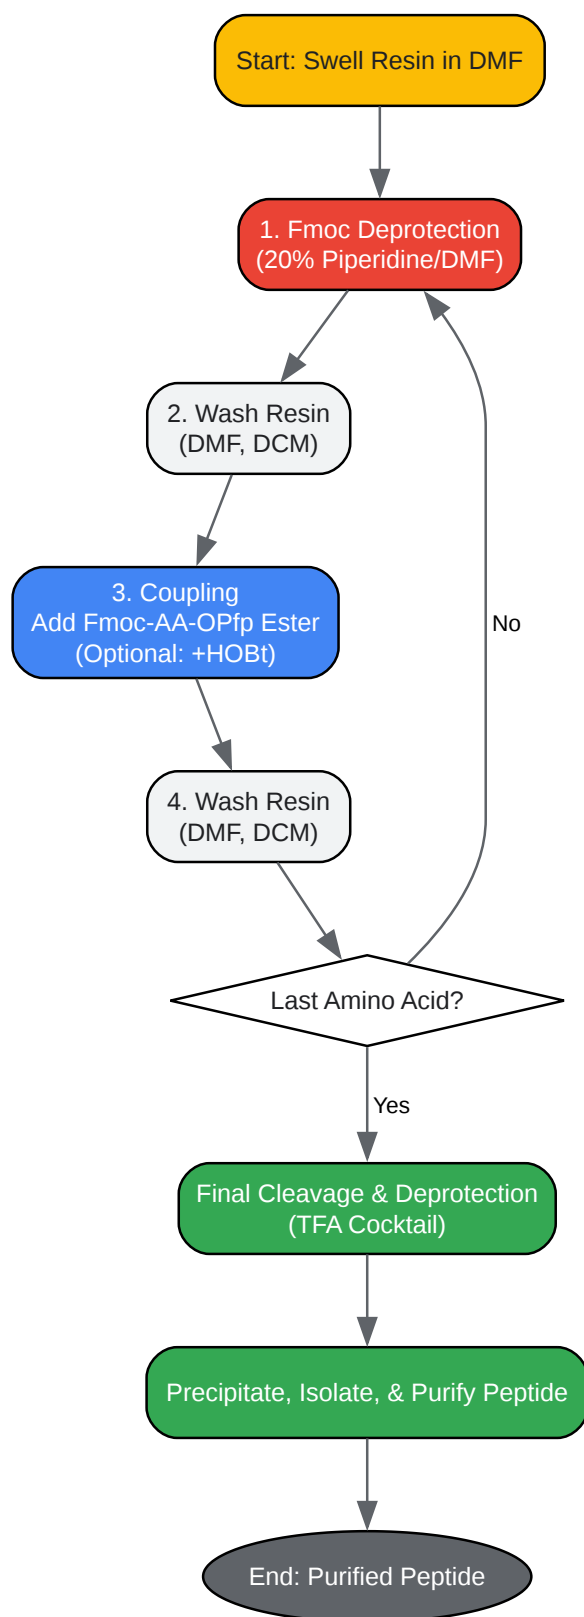 Start: Swell Resin in DMF
1. Fmoc Deprotection
(20% Piperidine/DMF)
2. Wash Resin
(DMF, DCM)
3. Coupling
Add Fmoc-AA-OPfp Ester
(Optional: +HOBt)
No
4. Wash Resin
(DMF, DCM)
Last Amino Acid?
Yes
Final Cleavage & Deprotection
(TFA Cocktail)
Precipitate, Isolate, & Purify Peptide
End: Purified Peptide